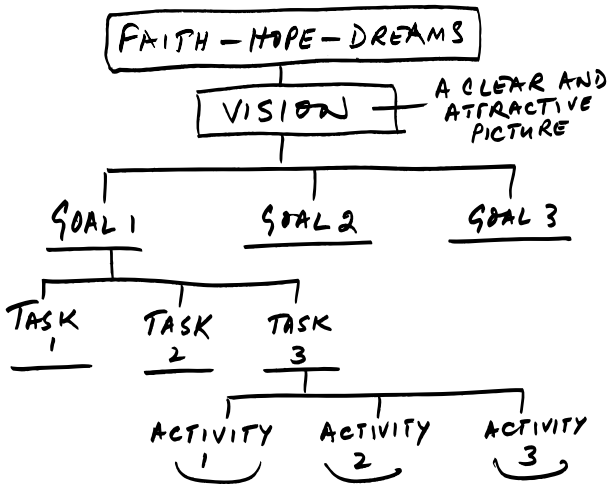 FAITH – HOPE – DREAMS
VISION
A CLEAR AND
ATTRACTIVE
PICTURE
GOAL 1
GOAL 2
GOAL 3
TASK
1
TASK
2
TASK
3
ACTIVITY
1
ACTIVITY
2
ACTIVITY
3